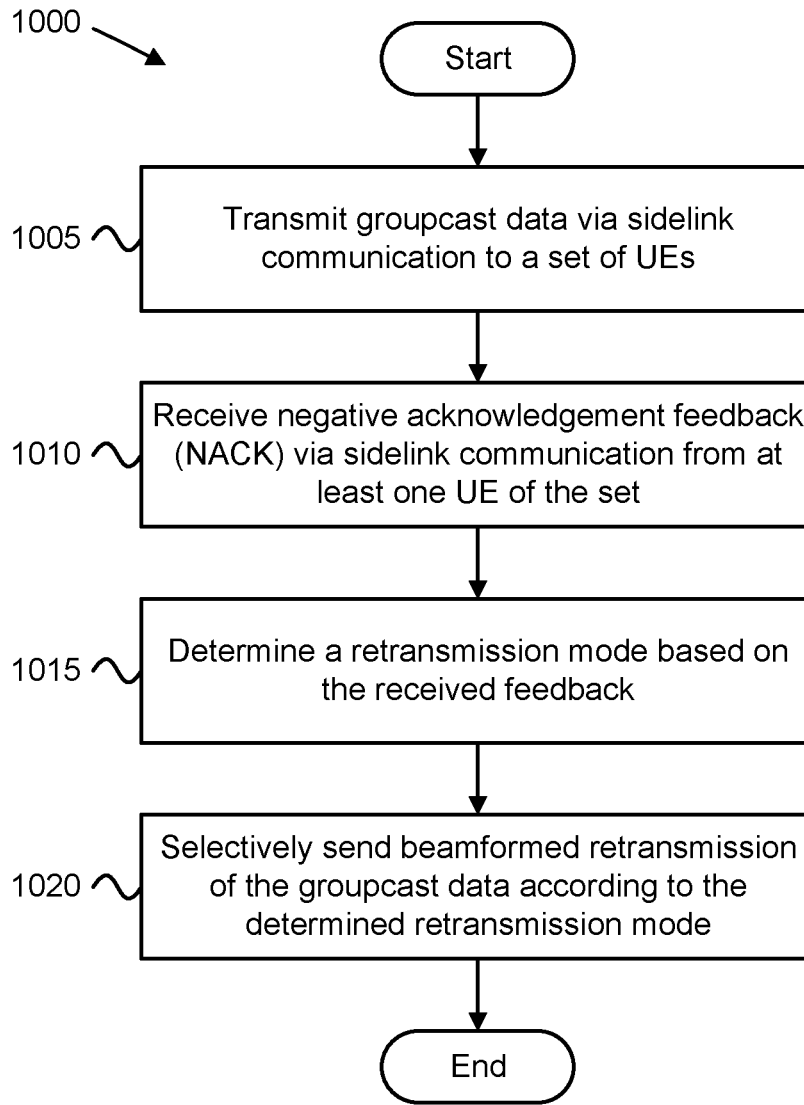 1000
Start
1005
Transmit groupcast data via sidelink
communication to a set of UEs
1010
Receive negative acknowledgement feedback
(NACK) via sidelink communication from at
least one UE of the set
1015
Determine a retransmission mode based on
the received feedback
1020
Selectively send beamformed retransmission
of the groupcast data according to the
determined retransmission mode
End